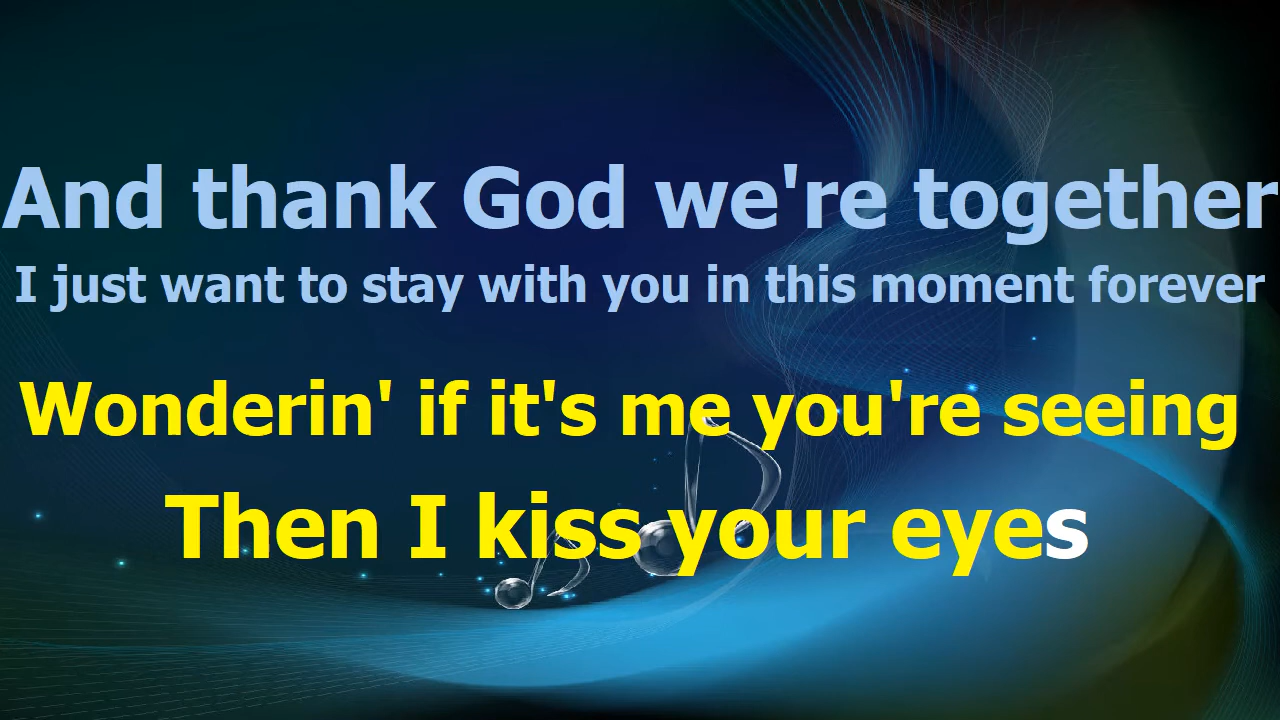 And thank God we're together
I just want to stay with you in this moment forever
Wonderin' if it's me you're seeing
Then I kiss your eyes